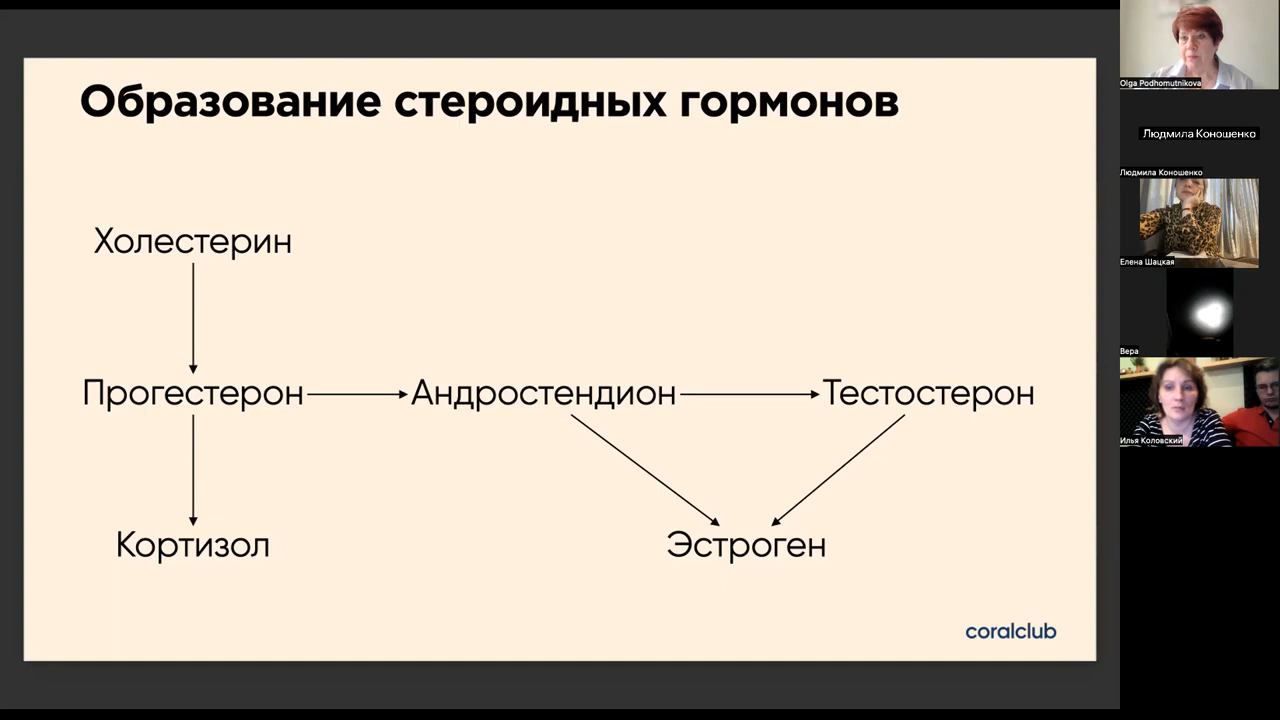 Образование стероидных гормонов
Холестерин
Прогестерон
Андростендион
Тестостерон
Кортизол
Эстроген
coralclub
Olga Podhomutnikova
Людмила Коношенко
Людмила Коношенко
Елена Шацкая
Вера
Илья Коловский